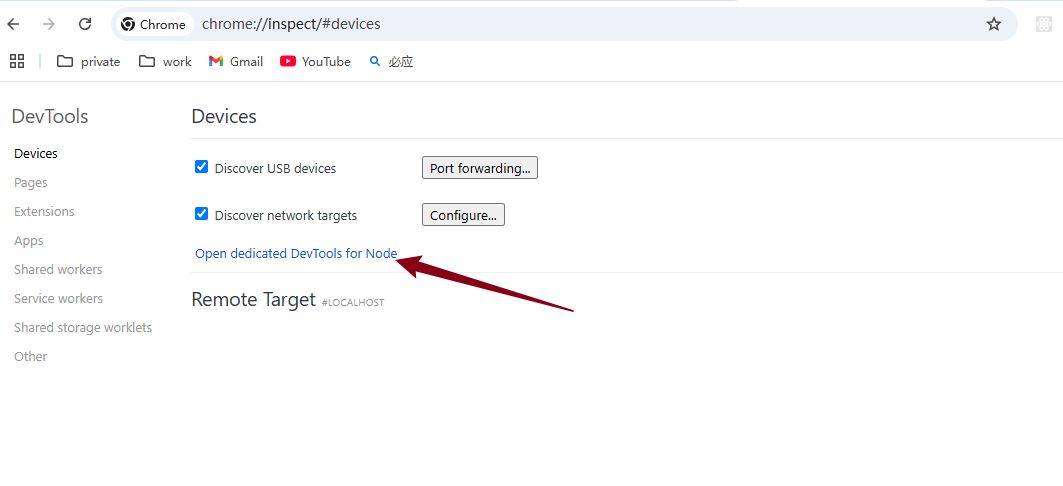 Chrome chrome://inspect/#devices
private work Gmail YouTube 必应
DevTools
Devices
Pages
Extensions
Apps
Shared workers
Service workers
Shared storage worklets
Other
Devices
Discover USB devices Port forwarding...
Discover network targets Configure...
Open dedicated DevTools for Node
Remote Target #LOCALHOST